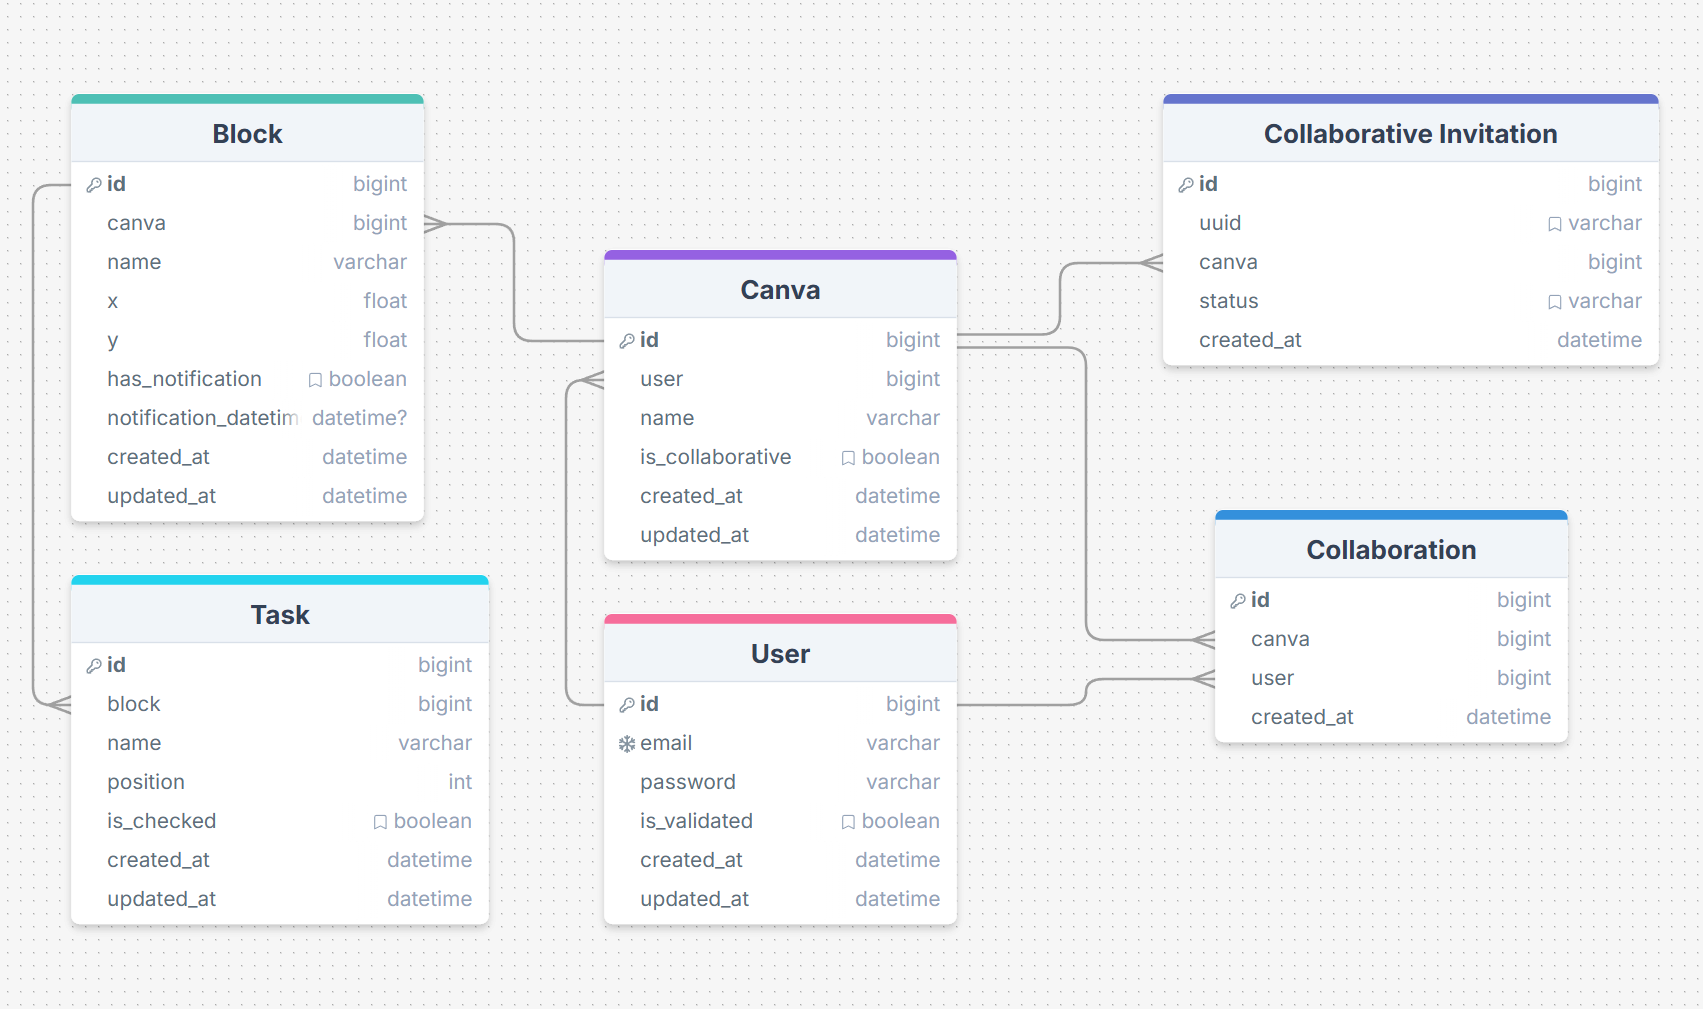 Block
id bigint
canva bigint
name varchar
x float
y float
has_notification boolean
notification_datetim datetime?
created_at datetime
updated_at datetime
Task
id bigint
block bigint
name varchar
position int
is_checked boolean
created_at datetime
updated_at datetime
Canva
id bigint
user bigint
name varchar
is_collaborative boolean
created_at datetime
updated_at datetime
User
id bigint
email varchar
password varchar
is_validated boolean
created_at datetime
updated_at datetime
Collaborative Invitation
id bigint
uuid varchar
canva bigint
status varchar
created_at datetime
Collaboration
id bigint
canva bigint
user bigint
created_at datetime